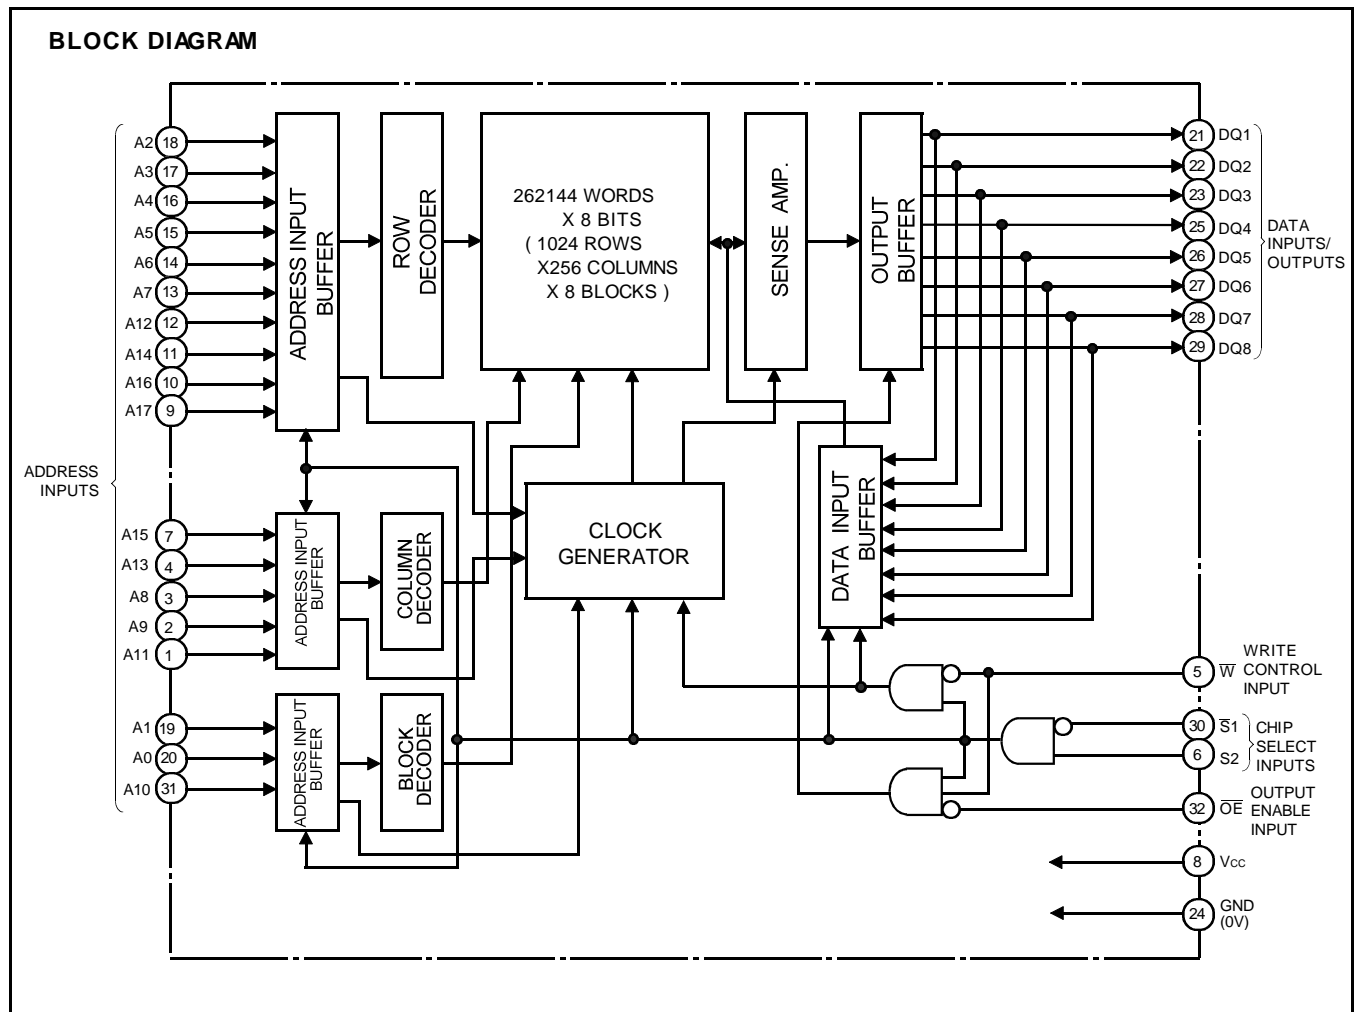 BLOCK DIAGRAM
ADDRESS
INPUTS
A2 18
A3 17
A4 16
A5 15
A6 14
A7 13
A12 12
A14 11
A16 10
A17 9
A15 7
A13 4
A8 3
A9 2
A11 1
A1 19
A0 20
A10 31
ADDRESS INPUT
BUFFER
ROW
DECODER
262144 WORDS
X 8 BITS
( 1024 ROWS
X256 COLUMNS
X 8 BLOCKS )
SENSE AMP.
OUTPUT
BUFFER
ADDRESS INPUT
BUFFER
COLUMN
DECODER
CLOCK
GENERATOR
DATA INPUT
BUFFER
ADDRESS INPUT
BUFFER
BLOCK
DECODER
21 DQ1
22 DQ2
23 DQ3
25 DQ4
26 DQ5
27 DQ6
28 DQ7
29 DQ8
DATA
INPUTS/
OUTPUTS
5 W̅
WRITE
CONTROL
INPUT
30 S̅1
6 S2
CHIP
SELECT
INPUTS
32 O̅E̅
OUTPUT
ENABLE
INPUT
8 Vcc
24 GND
(0V)